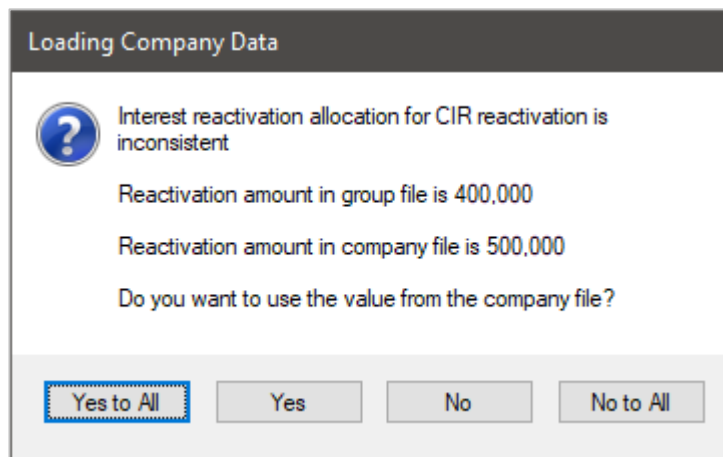 Loading Company Data
Interest reactivation allocation for CIR reactivation is
inconsistent
Reactivation amount in group file is 400,000
Reactivation amount in company file is 500,000
Do you want to use the value from the company file?
Yes to All
Yes
No
No to All